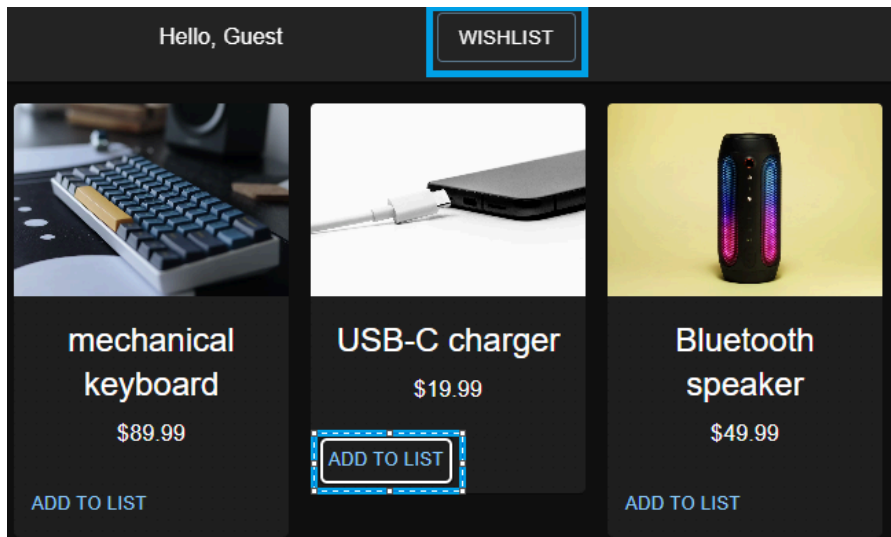 Hello, Guest
WISHLIST
mechanical
keyboard
$89.99
ADD TO LIST
USB-C charger
$19.99
ADD TO LIST
Bluetooth
speaker
$49.99
ADD TO LIST